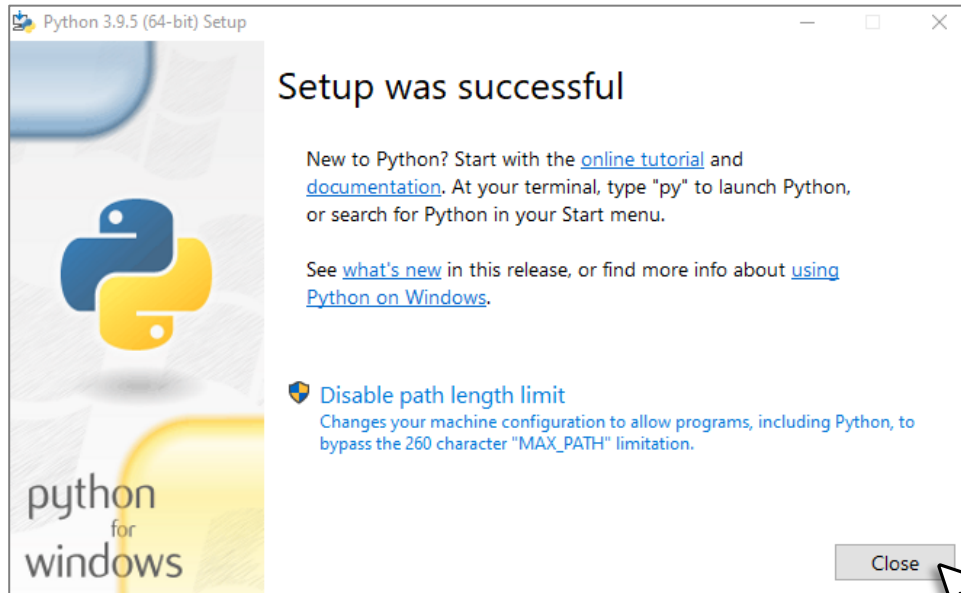 Python 3.9.5 (64-bit) Setup
Setup was successful
New to Python? Start with the online tutorial and
documentation. At your terminal, type "py" to launch Python,
or search for Python in your Start menu.
See what's new in this release, or find more info about using
Python on Windows.
Disable path length limit
Changes your machine configuration to allow programs, including Python, to
bypass the 260 character "MAX_PATH" limitation.
python
for
windows
Close